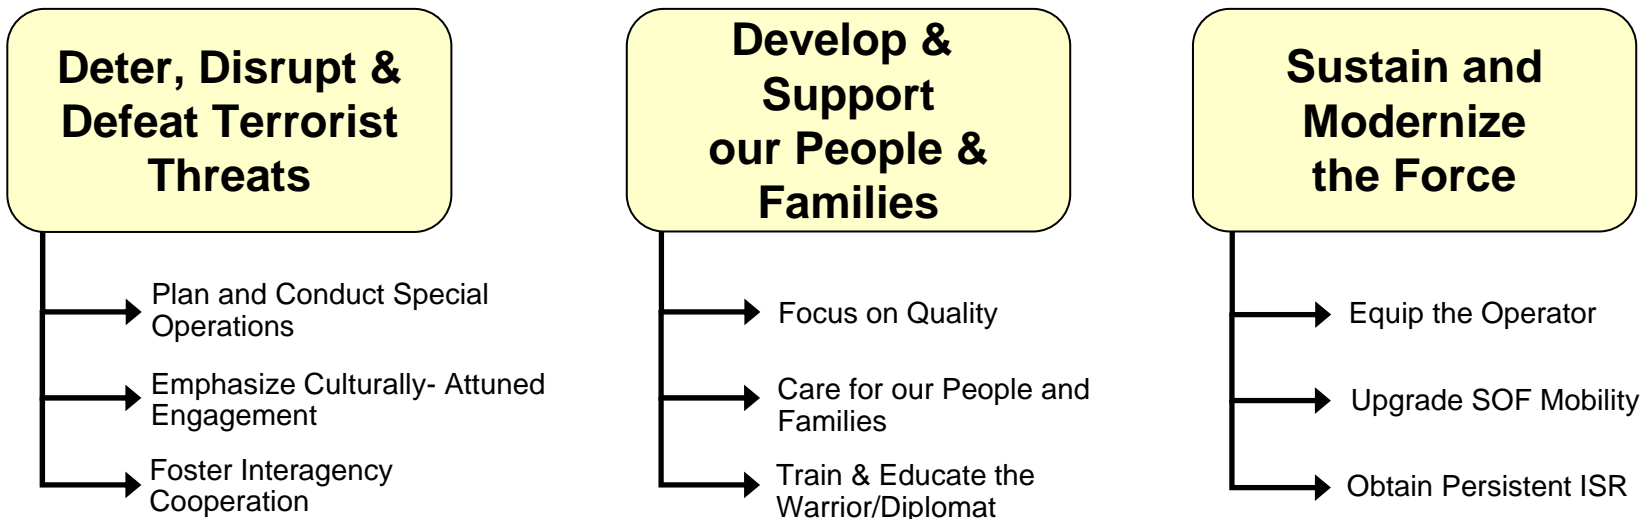 Deter, Disrupt &
Defeat Terrorist
Threats
Plan and Conduct Special
Operations
Emphasize Culturally- Attuned
Engagement
Foster Interagency
Cooperation
Develop &
Support
our People &
Families
Focus on Quality
Care for our People and
Families
Train & Educate the
Warrior/Diplomat
Sustain and
Modernize
the Force
Equip the Operator
Upgrade SOF Mobility
Obtain Persistent ISR